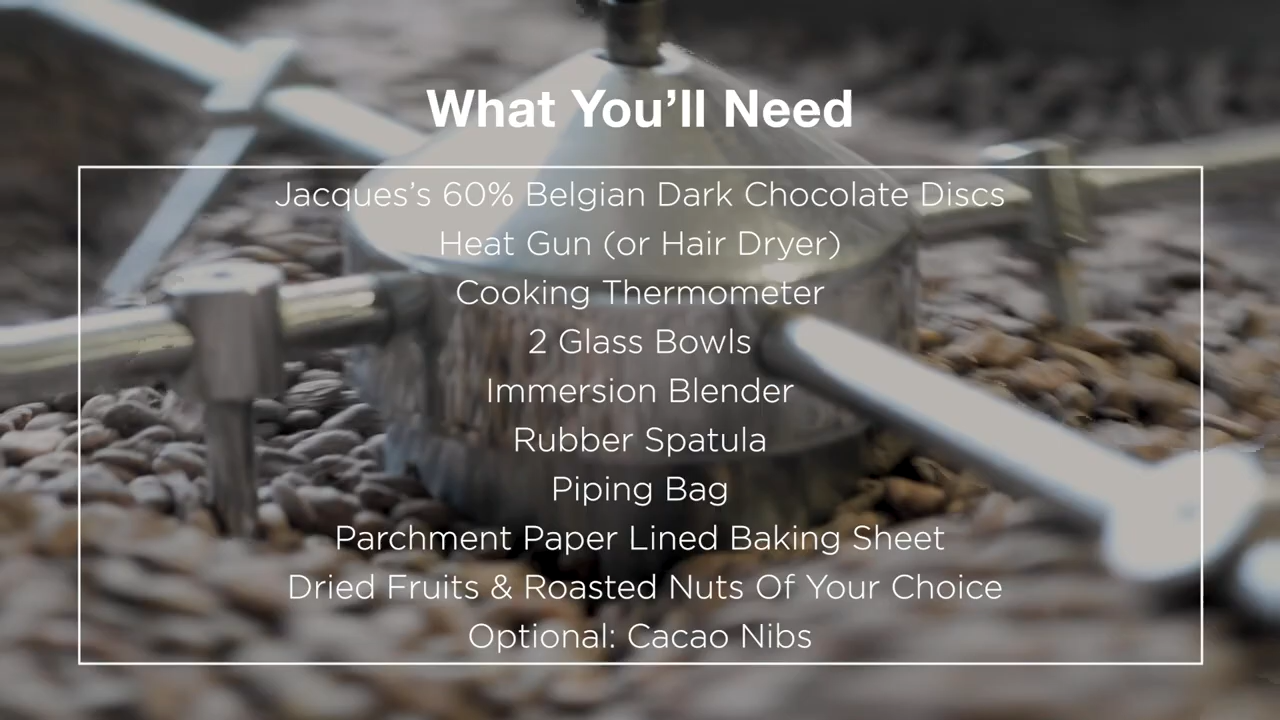 What You’ll Need
Jacques’s 60% Belgian Dark Chocolate Discs
Heat Gun (or Hair Dryer)
Cooking Thermometer
2 Glass Bowls
Immersion Blender
Rubber Spatula
Piping Bag
Parchment Paper Lined Baking Sheet
Dried Fruits & Roasted Nuts Of Your Choice
Optional: Cacao Nibs